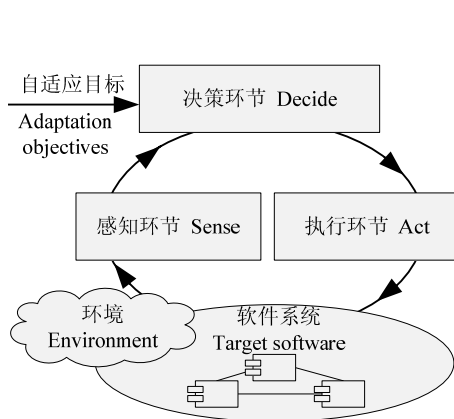 自适应目标
Adaptation
objectives
决策环节 Decide
感知环节 Sense
执行环节 Act
环境
Environment
软件系统
Target software